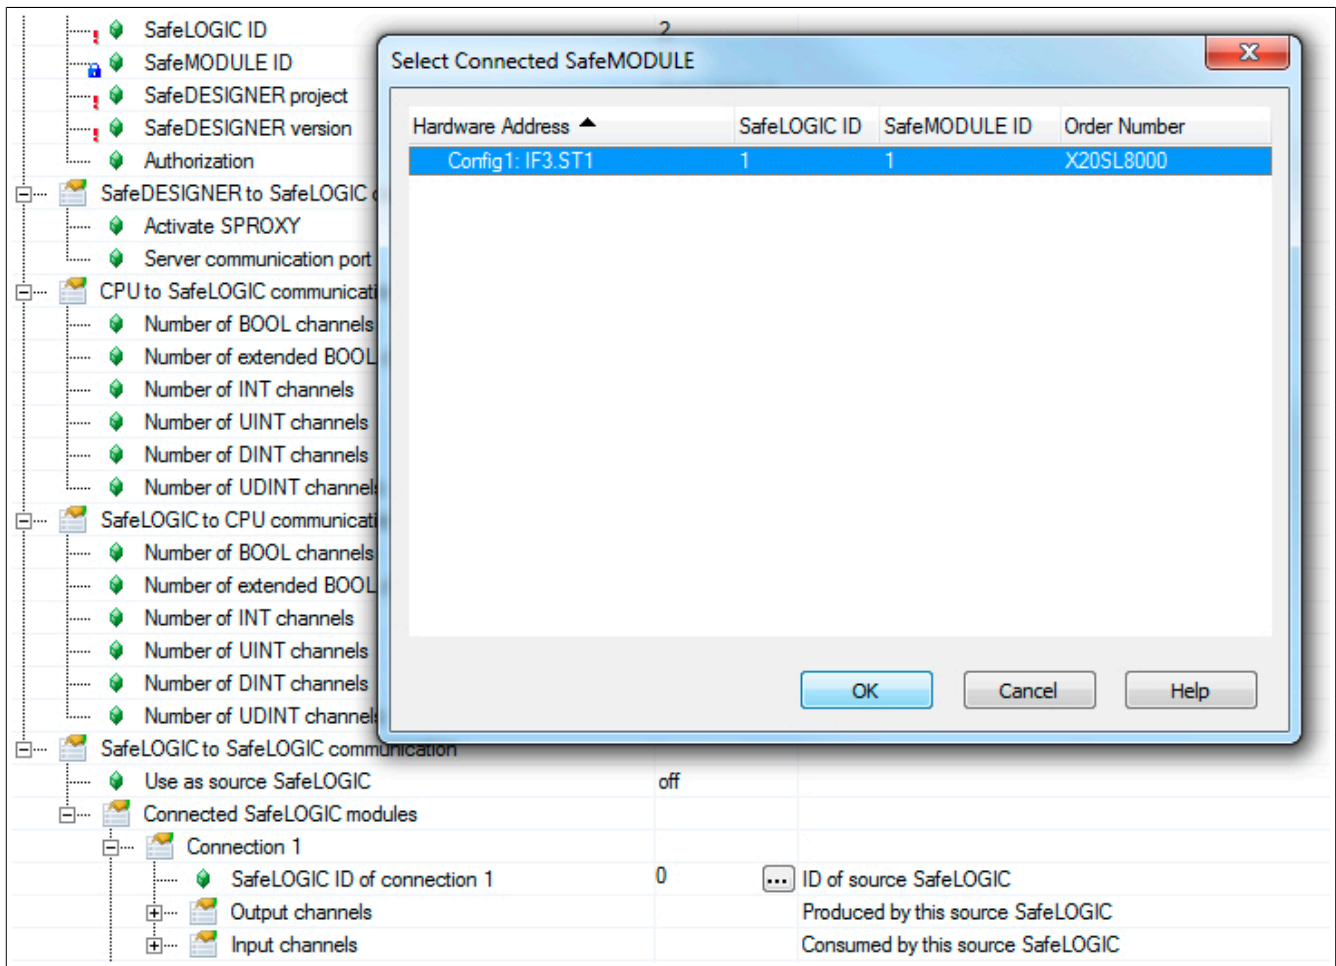 SafeLOGIC ID 2
SafeMODULE ID
SafeDESIGNER project
SafeDESIGNER version
Authorization
SafeDESIGNER to SafeLOGIC
Activate SPROXY
Server communication port
CPU to SafeLOGIC communicati
Number of BOOL channels
Number of extended BOOL
Number of INT channels
Number of UINT channels
Number of DINT channels
Number of UDINT channels
SafeLOGIC to CPU communicati
Number of BOOL channels
Number of extended BOOL
Number of INT channels
Number of UINT channels
Number of DINT channels
Number of UDINT channels
SafeLOGIC to SafeLOGIC communication
Use as source SafeLOGIC off
Connected SafeLOGIC modules
Connection 1
SafeLOGIC ID of connection 1 0 ... ID of source SafeLOGIC
Output channels Produced by this source SafeLOGIC
Input channels Consumed by this source SafeLOGIC
Select Connected SafeMODULE
Hardware Address SafeLOGIC ID SafeMODULE ID Order Number
Config1: IF3.ST1 1 1 X20SL8000
OK Cancel Help